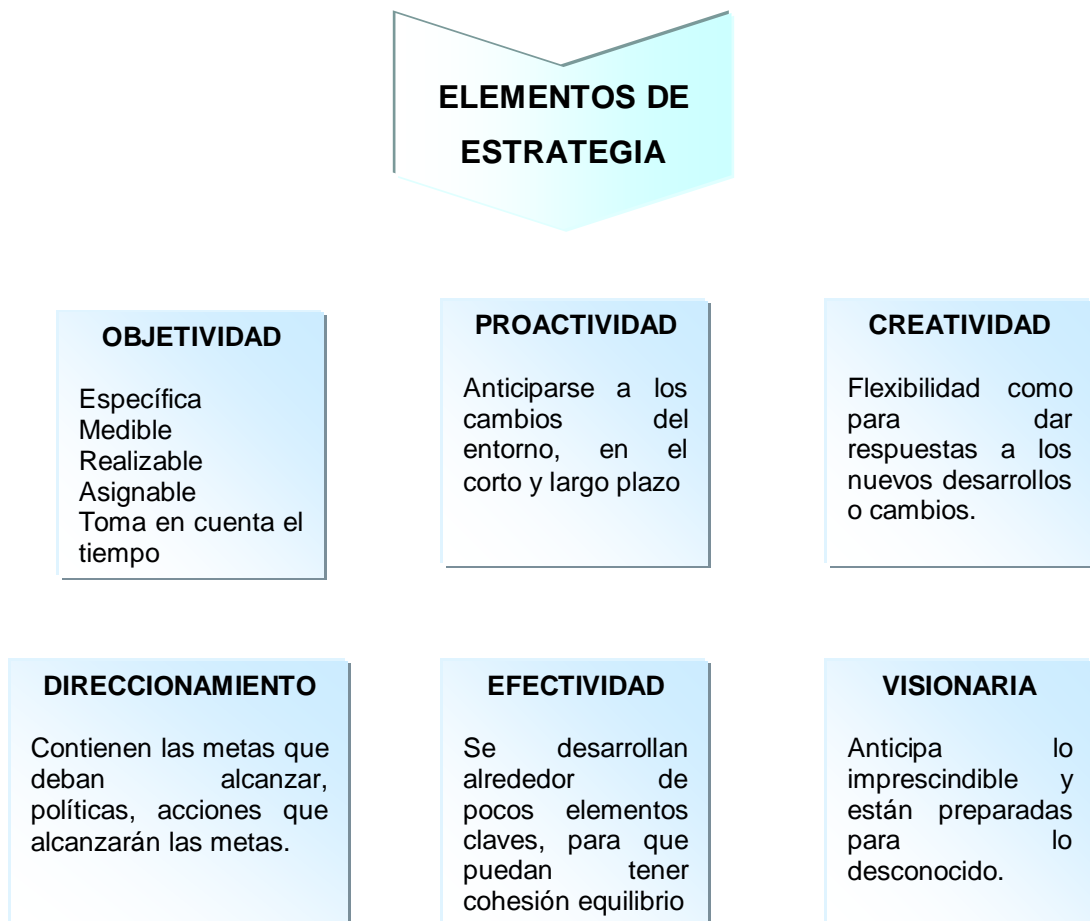 ELEMENTOS DE
ESTRATEGIA
OBJETIVIDAD
Específica
Medible
Realizable
Asignable
Toma en cuenta el
tiempo
PROACTIVIDAD
Anticiparse a los
cambios del
entorno, en el
corto y largo plazo
CREATIVIDAD
Flexibilidad como
para dar
respuestas a los
nuevos desarrollos
o cambios.
DIRECCIONAMIENTO
Contienen las metas que
deban alcanzar,
políticas, acciones que
alcanzarán las metas.
EFECTIVIDAD
Se desarrollan
alrededor de
pocos elementos
claves, para que
puedan tener
cohesión equilibrio
VISIONARIA
Anticipa lo
imprescindible y
están preparadas
para lo
desconocido.